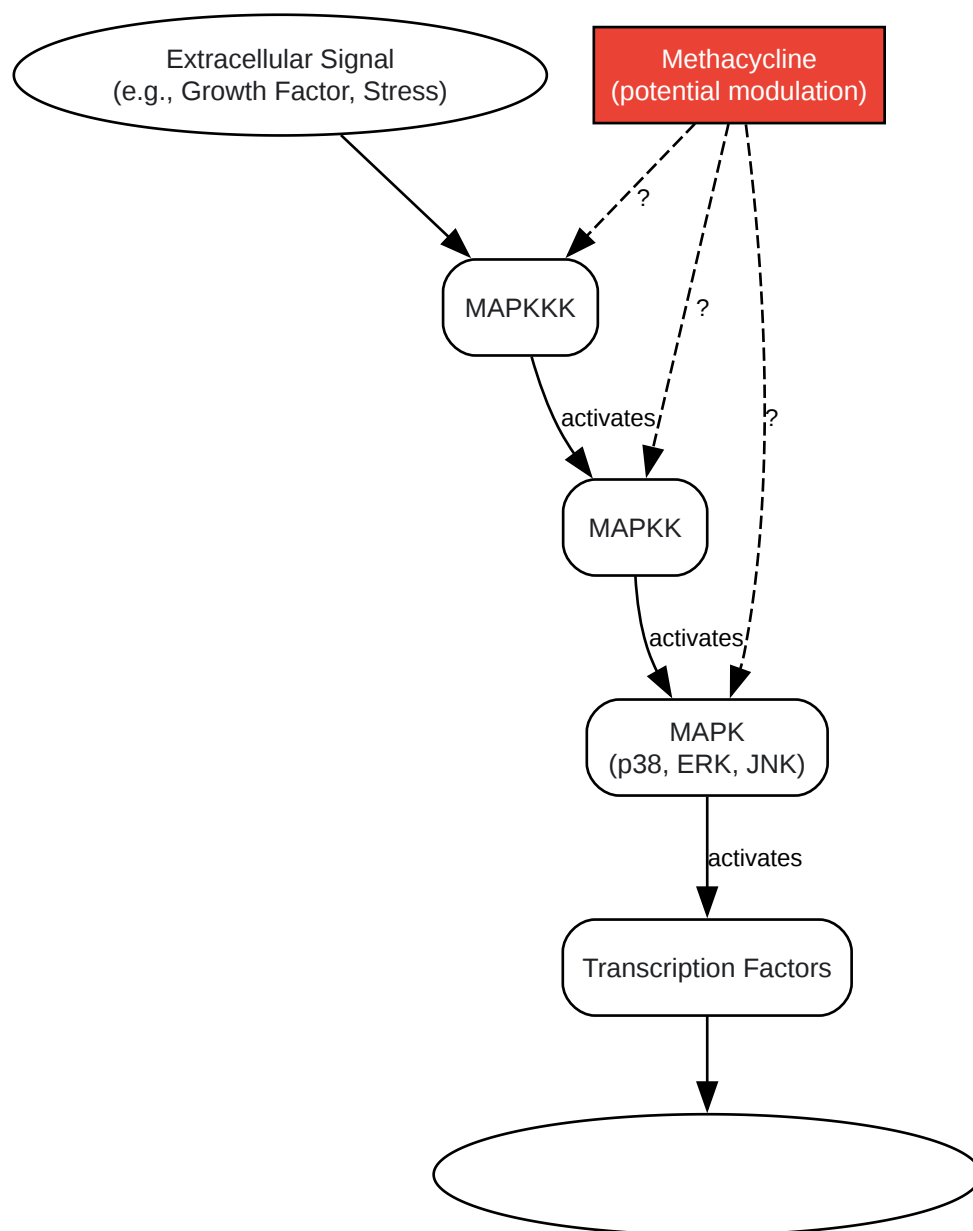 Extracellular Signal
(e.g., Growth Factor, Stress)
Methacycline
(potential modulation)
?
MAPKKK
?
activates
?
MAPKK
activates
MAPK
(p38, ERK, JNK)
activates
Transcription Factors